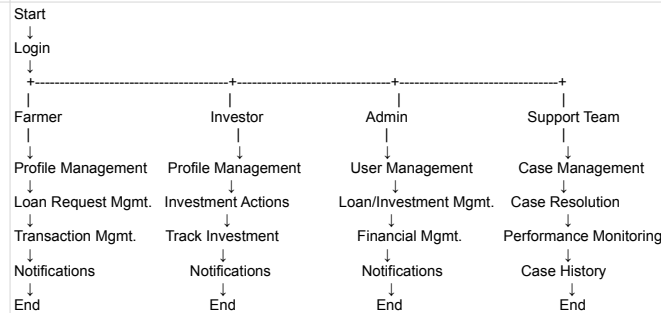 Start
↓
Login
↓
+---------------------------------------+-------------------------------+---------------------------------+
| | | |
Farmer Investor Admin Support Team
| | | |
↓ ↓ ↓ ↓
Profile Management Profile Management User Management Case Management
↓ ↓ ↓ ↓
Loan Request Mgmt. Investment Actions Loan/Investment Mgmt. Case Resolution
↓ ↓ ↓ ↓
Transaction Mgmt. Track Investment Financial Mgmt. Performance Monitoring
↓ ↓ ↓ ↓
Notifications Notifications Notifications Case History
↓ ↓ ↓ ↓
End End End End